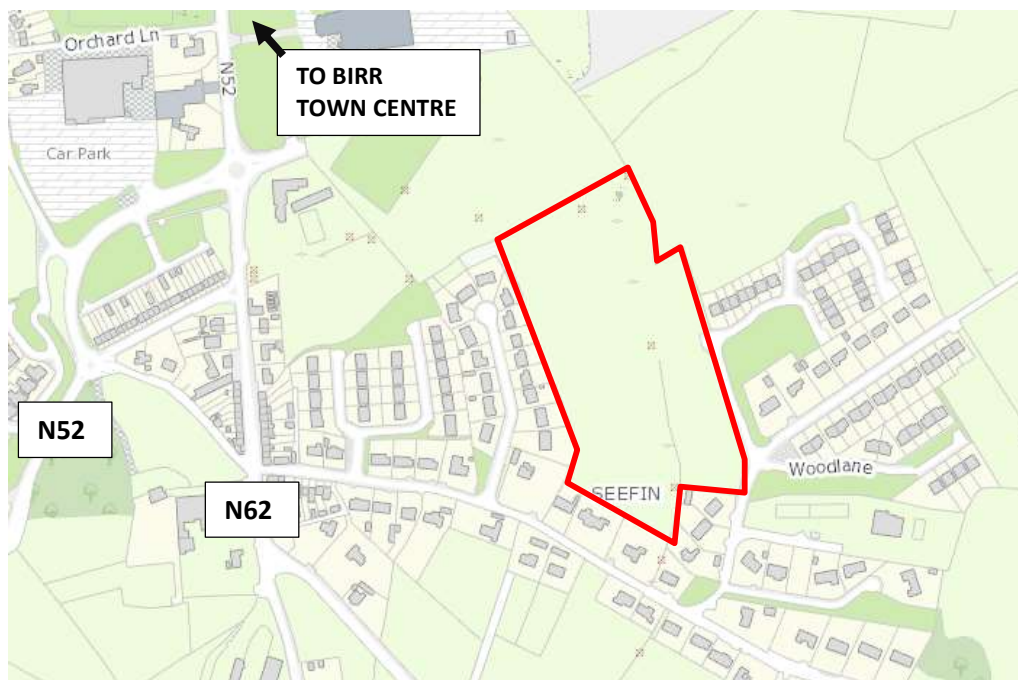 Orchard Ln
N52
TO BIRR
TOWN CENTRE
Car Park
N52
N62
SEEFIN
Woodlane